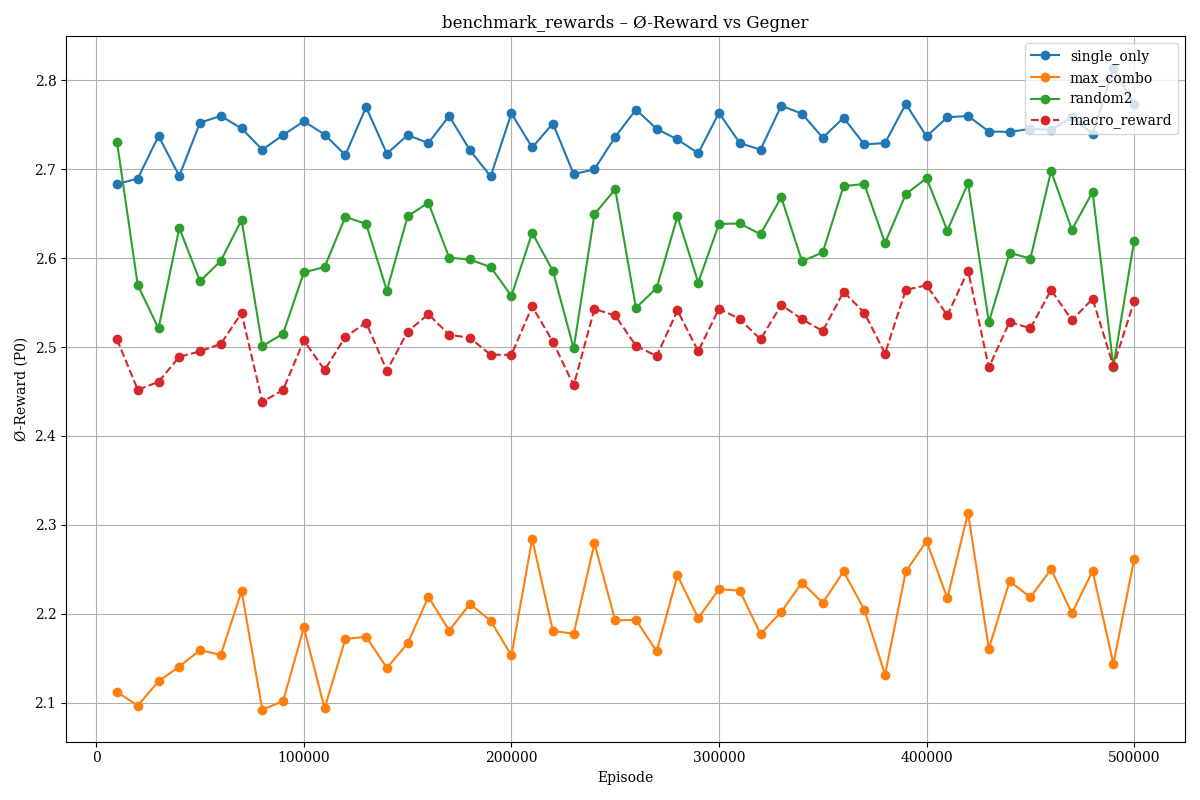 benchmark_rewards – Ø-Reward vs Gegner
single_only
max_combo
random2
macro_reward
Ø-Reward (P0)
2.8
2.7
2.6
2.5
2.4
2.3
2.2
2.1
0
100000
200000
300000
400000
500000
Episode